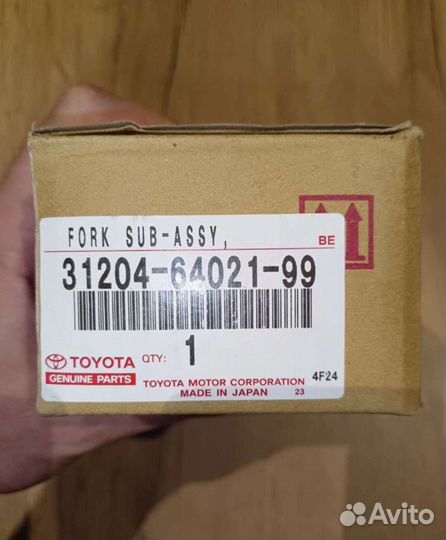 FORK SUB-ASSY,
BE
31204-64021-99
TOYOTA
GENUINE PARTS
QTY: 1
TOYOTA MOTOR CORPORATION
MADE IN JAPAN
23
4F24
Avito